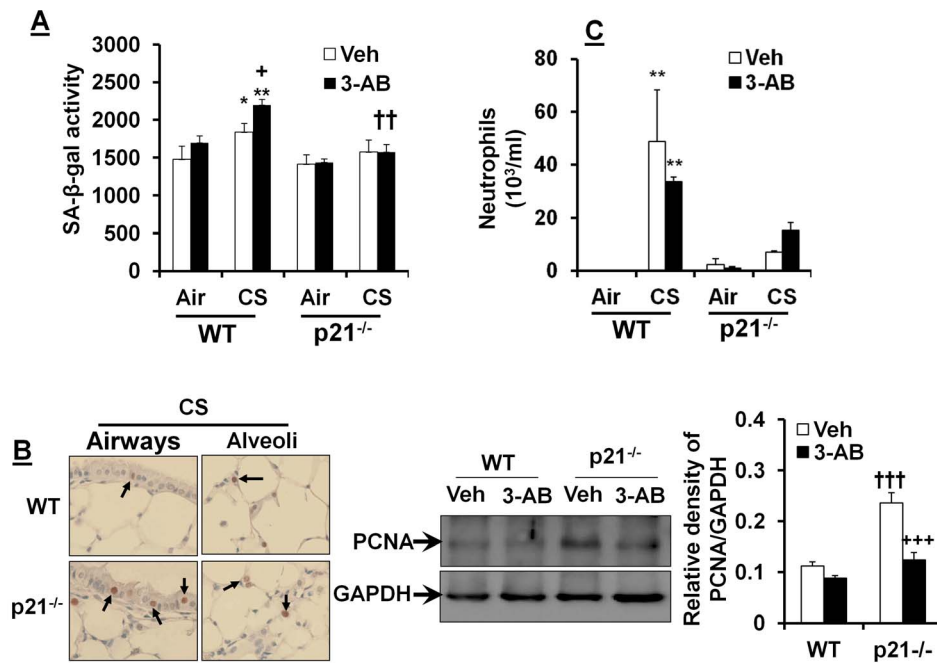 A
SA-β-gal activity
3000
2500
2000
1500
1000
500
0
Veh
3-AB
*
+
**
††
Air CS Air CS
WT p21-/-
C
Neutrophils
(10³/ml)
80
60
40
20
0
Veh
3-AB
**
**
Air CS Air CS
WT p21-/-
B
CS
Airways Alveoli
WT
p21-/-
WT p21-/-
Veh 3-AB Veh 3-AB
PCNA
GAPDH
Relative density of
PCNA/GAPDH
0.4
0.3
0.2
0.1
0
Veh
3-AB
†††
+++
WT p21-/-